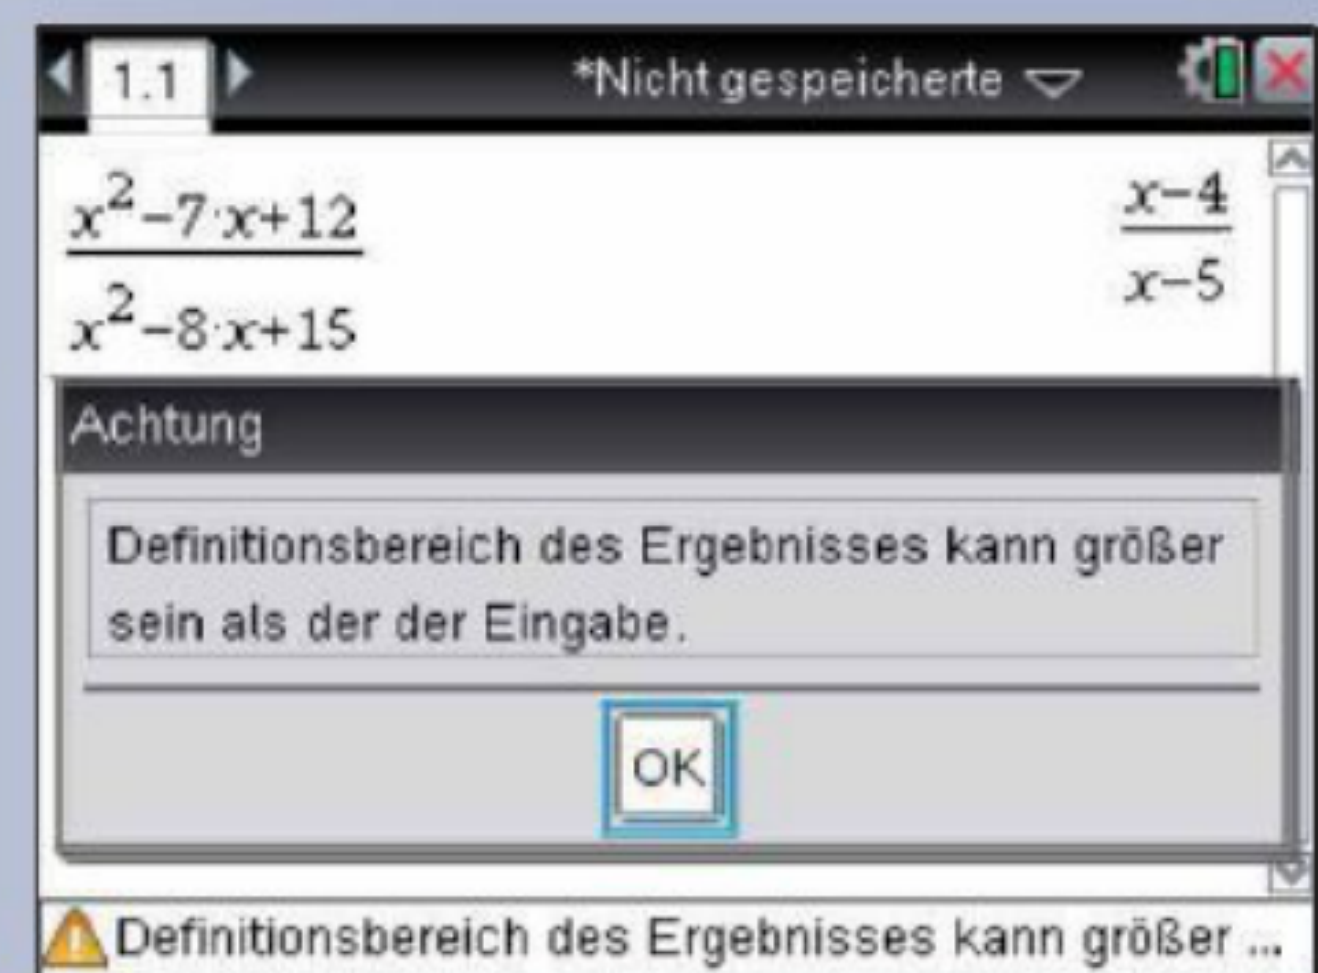 1.1 *Nicht gespeicherte
x²-7·x+12
x²-8·x+15
x-4
x-5
Achtung
Definitionsbereich des Ergebnisses kann größer
sein als der der Eingabe.
OK
Definitionsbereich des Ergebnisses kann größer ...